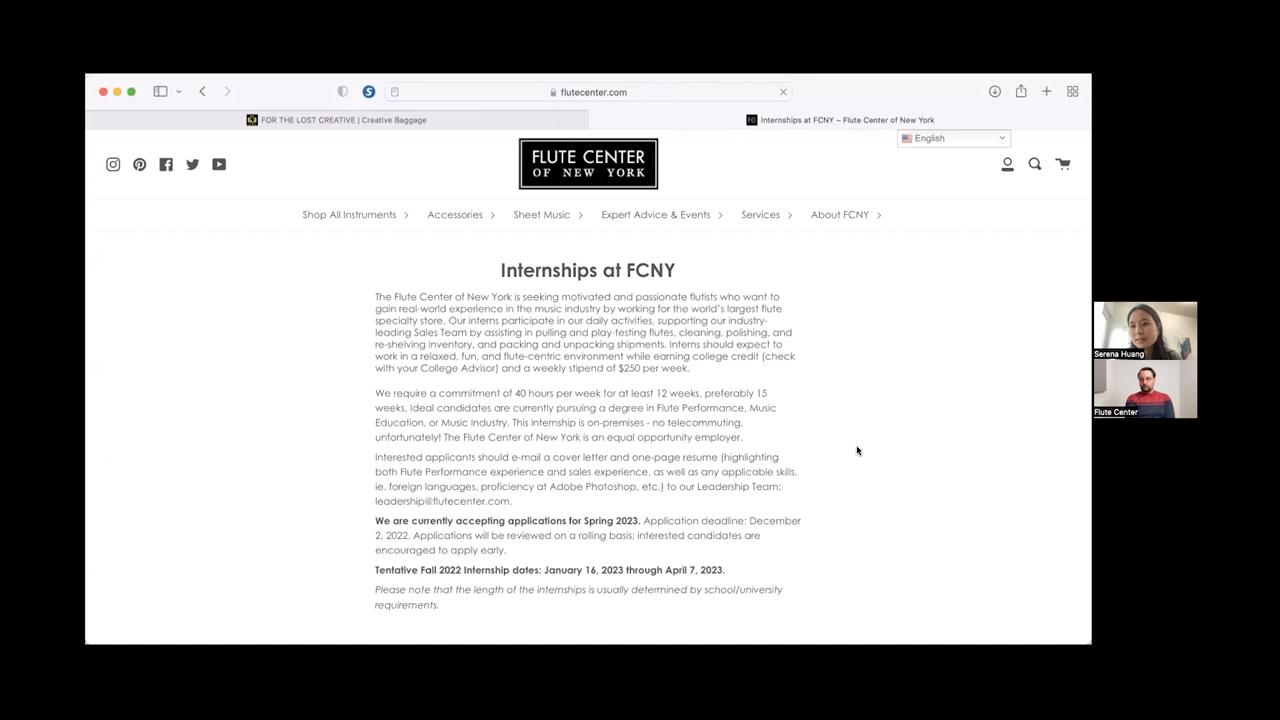 flutecenter.com
FOR THE LOST CREATIVE | Creative Baggage
Internships at FCNY – Flute Center of New York
English
FLUTE CENTER
OF NEW YORK
Shop All Instruments
Accessories
Sheet Music
Expert Advice & Events
Services
About FCNY
Internships at FCNY
The Flute Center of New York is seeking motivated and passionate flutists who want to
gain real-world experience in the music industry by working for the world's largest flute
specialty store. Our interns participate in our daily activities, supporting our industry-
leading Sales Team by assisting in pulling and play-testing flutes, cleaning, polishing, and
re-shelving inventory, and packing and unpacking shipments. Interns should expect to
work in a relaxed, fun, and flute-centric environment while earning college credit (check
with your College Advisor) and a weekly stipend of $250 per week.
We require a commitment of 40 hours per week for at least 12 weeks, preferably 15
weeks. Ideal candidates are currently pursuing a degree in Flute Performance, Music
Education, or Music Industry. This internship is on-premises - no telecommuting,
unfortunately! The Flute Center of New York is an equal opportunity employer.
Interested applicants should e-mail a cover letter and one-page resume (highlighting
both Flute Performance experience and sales experience, as well as any applicable skills,
ie. foreign languages, proficiency at Adobe Photoshop, etc.) to our Leadership Team:
leadership@flutecenter.com.
We are currently accepting applications for Spring 2023. Application deadline: December
2, 2022. Applications will be reviewed on a rolling basis; interested candidates are
encouraged to apply early.
Tentative Fall 2022 Internship dates: January 16, 2023 through April 7, 2023.
Please note that the length of the internships is usually determined by school/university
requirements.
Serena Huang
Flute Center